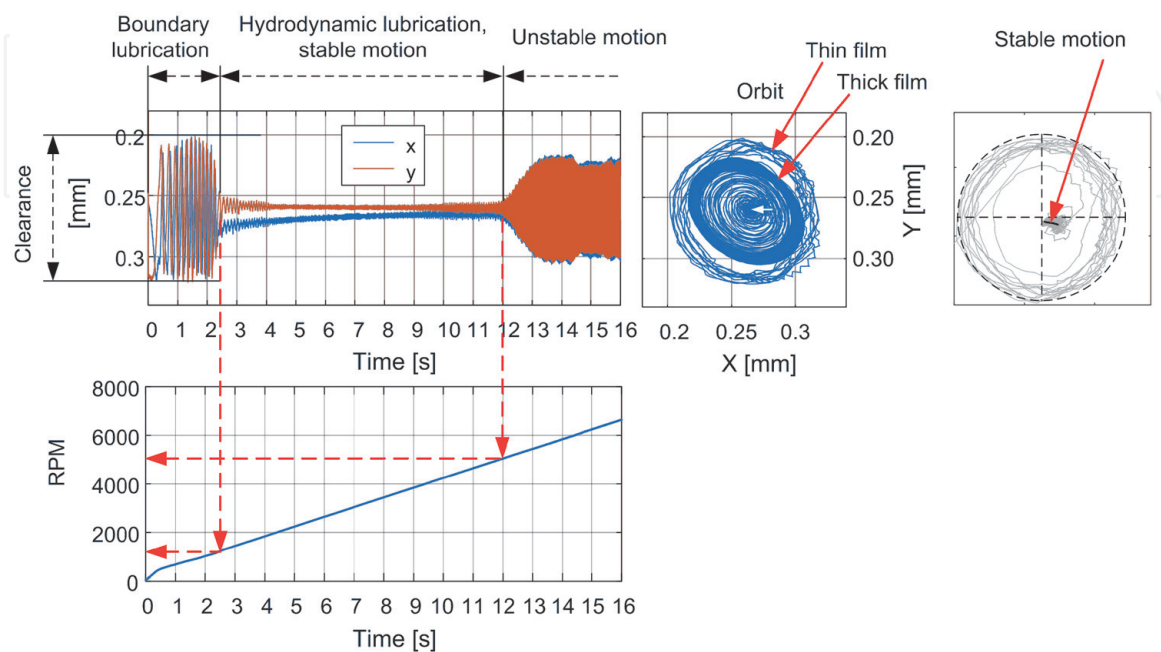 Boundary
lubrication
Hydrodynamic lubrication,
stable motion
Unstable motion
Clearance
[mm]
0.2
0.25
0.3
x
y
0 1 2 3 4 5 6 7 8 9 10 11 12 13 14 15 16
Time [s]
Orbit
Thin film
Thick film
0.20
0.25
0.30
Y [mm]
0.2 0.25 0.3
X [mm]
Stable motion
RPM
8000
6000
4000
2000
0
0 1 2 3 4 5 6 7 8 9 10 11 12 13 14 15 16
Time [s]